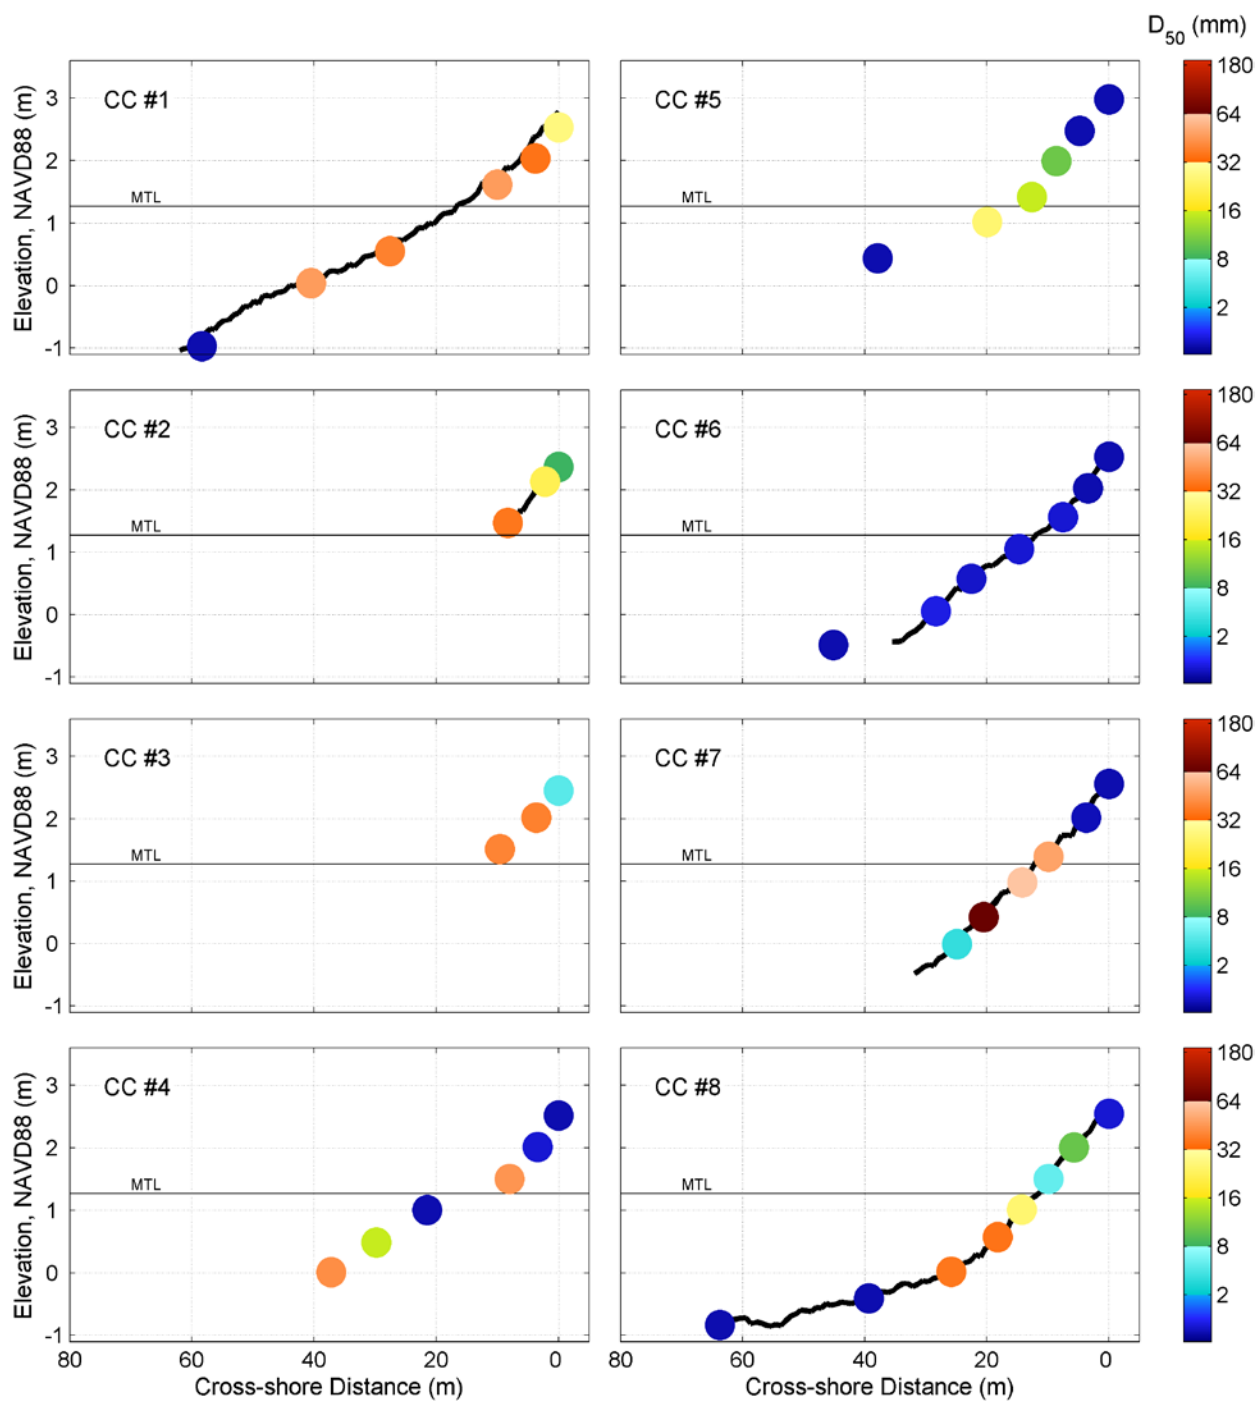 D50 (mm)
CC #1
MTL
Elevation, NAVD88 (m)
3
2
1
0
-1
CC #5
MTL
180
64
32
16
8
2
CC #2
MTL
Elevation, NAVD88 (m)
3
2
1
0
-1
CC #6
MTL
180
64
32
16
8
2
CC #3
MTL
Elevation, NAVD88 (m)
3
2
1
0
-1
CC #7
MTL
180
64
32
16
8
2
CC #4
MTL
Elevation, NAVD88 (m)
3
2
1
0
-1
80 60 40 20 0
Cross-shore Distance (m)
CC #8
MTL
80 60 40 20 0
Cross-shore Distance (m)
180
64
32
16
8
2